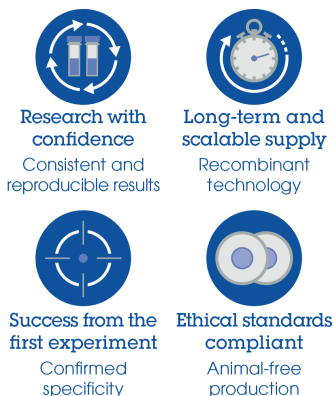 Research with
confidence
Consistent and
reproducible results
Long-term and
scalable supply
Recombinant
technology
Success from the
first experiment
Confirmed
specificity
Ethical standards
compliant
Animal-free
production